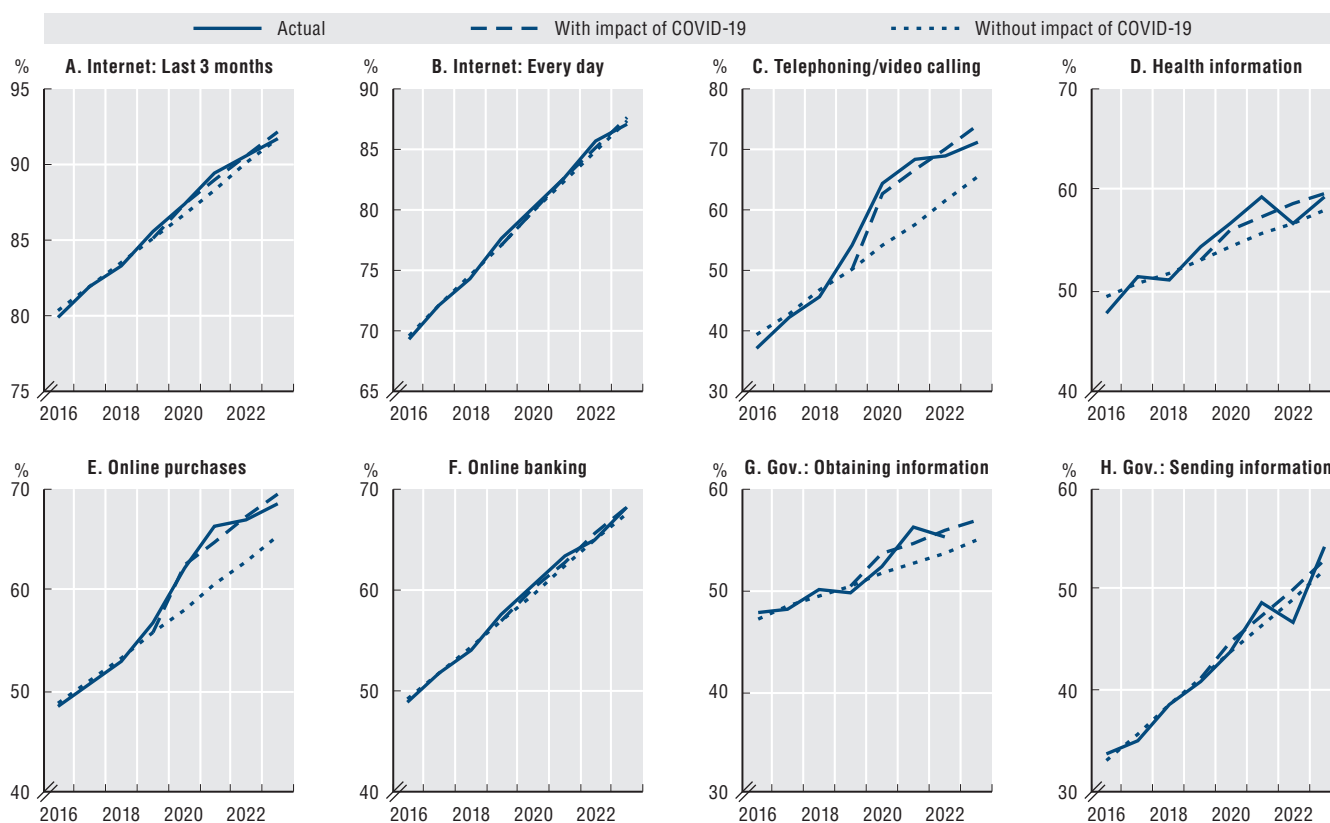 Actual With impact of COVID-19 Without impact of COVID-19
% A. Internet: Last 3 months % B. Internet: Every day % C. Telephoning/video calling % D. Health information
95 90 80 70
90 85 70 60
85 80 60 50
80 75 50 40
75 70 40
65 30
2016 2018 2020 2022 2016 2018 2020 2022 2016 2018 2020 2022 2016 2018 2020 2022
% E. Online purchases % F. Online banking % G. Gov.: Obtaining information % H. Gov.: Sending information
70 70 60 60
60 60 50 50
50 50 40 40
40 40 30 30
2016 2018 2020 2022 2016 2018 2020 2022 2016 2018 2020 2022 2016 2018 2020 2022